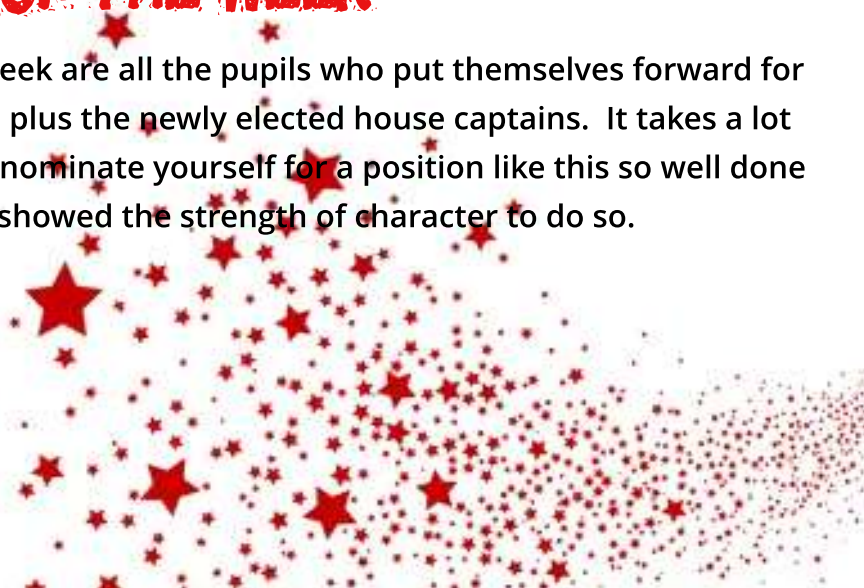 eek are all the pupils who put themselves forward for
plus the newly elected house captains.  It takes a lot
nominate yourself for a position like this so well done
showed the strength of character to do so.